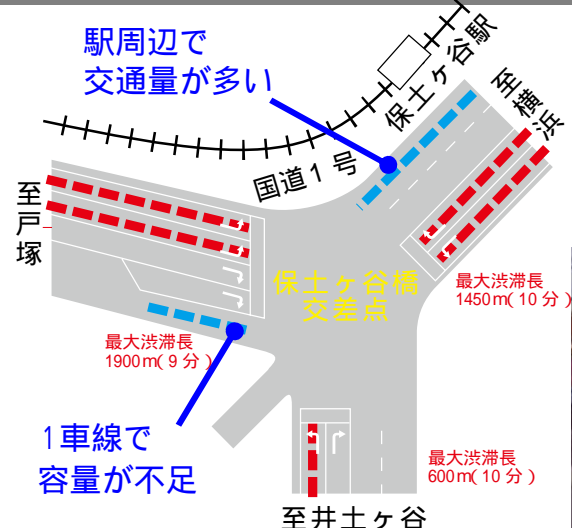 駅周辺で
交通量が多い
保土ヶ谷駅
至横浜
国道1号
至戸塚
保土ヶ谷橋
交差点
最大渋滞長
1450m(10分)
最大渋滞長
1900m(9分)
1車線で
容量が不足
最大渋滞長
600m(10分)
至井土ヶ谷